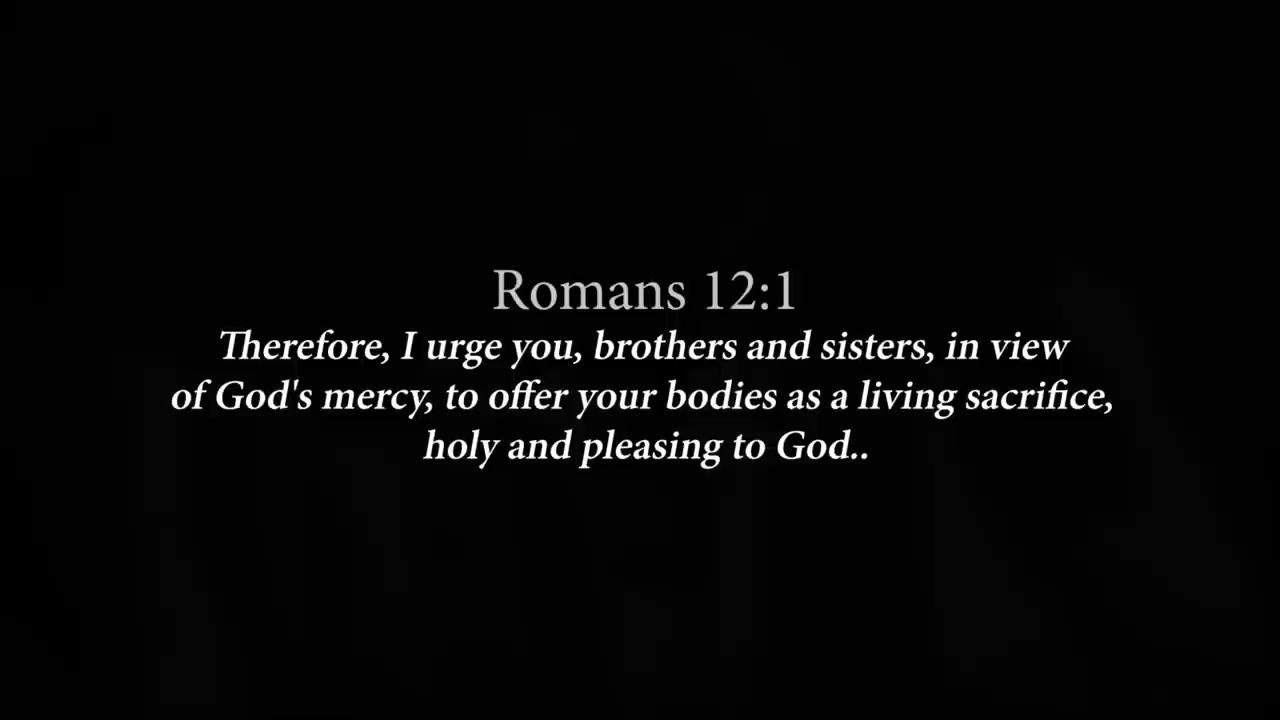 Romans 12:1
Therefore, I urge you, brothers and sisters, in view
of God's mercy, to offer your bodies as a living sacrifice,
holy and pleasing to God..